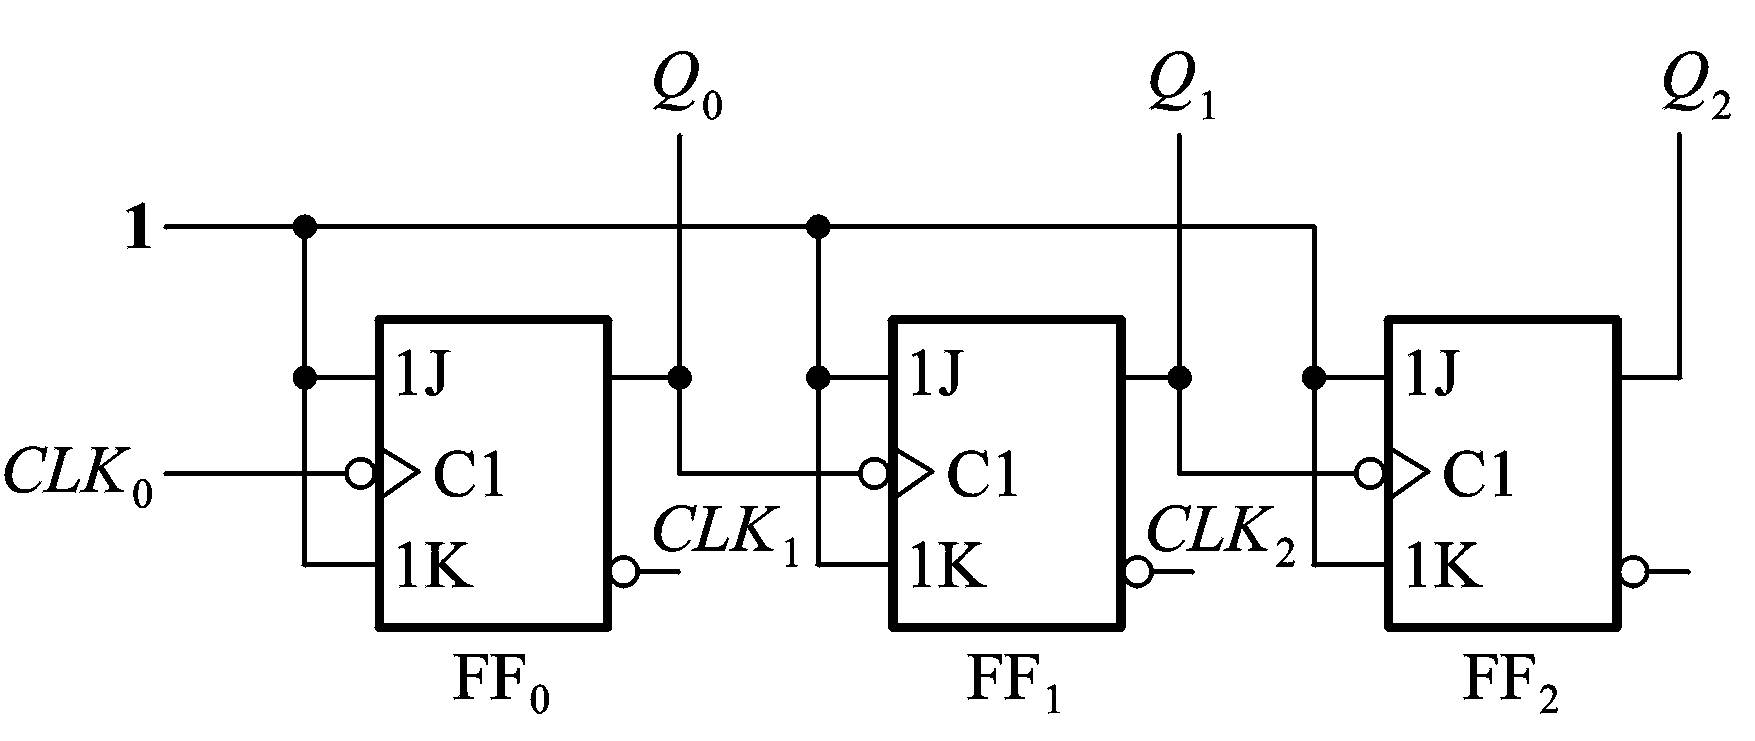 Q₀ Q₁ Q₂
1
1J 1J 1J
CLK₀ C1 C1 C1
CLK₁ CLK₂
1K 1K 1K
FF₀ FF₁ FF₂